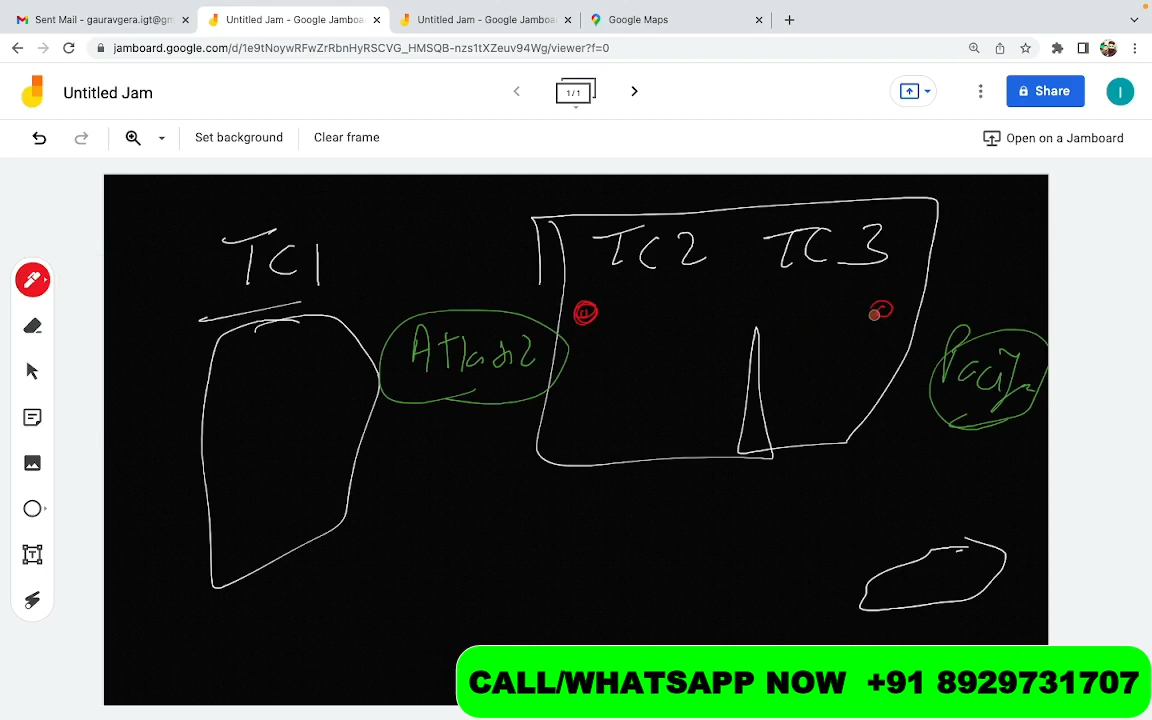 Sent Mail - gauravgera.igt@gm
Untitled Jam - Google Jamboa
Untitled Jam - Google Jamboa
Google Maps
jamboard.google.com/d/1e9tNoywRFwZrRbnHyRSCVG_HMSQB-nzs1tXZeuv94Wg/viewer?f=0
Untitled Jam
1/1
Share
I
Set background
Clear frame
Open on a Jamboard
TC1
TC2
TC3
CALL/WHATSAPP NOW +91 8929731707